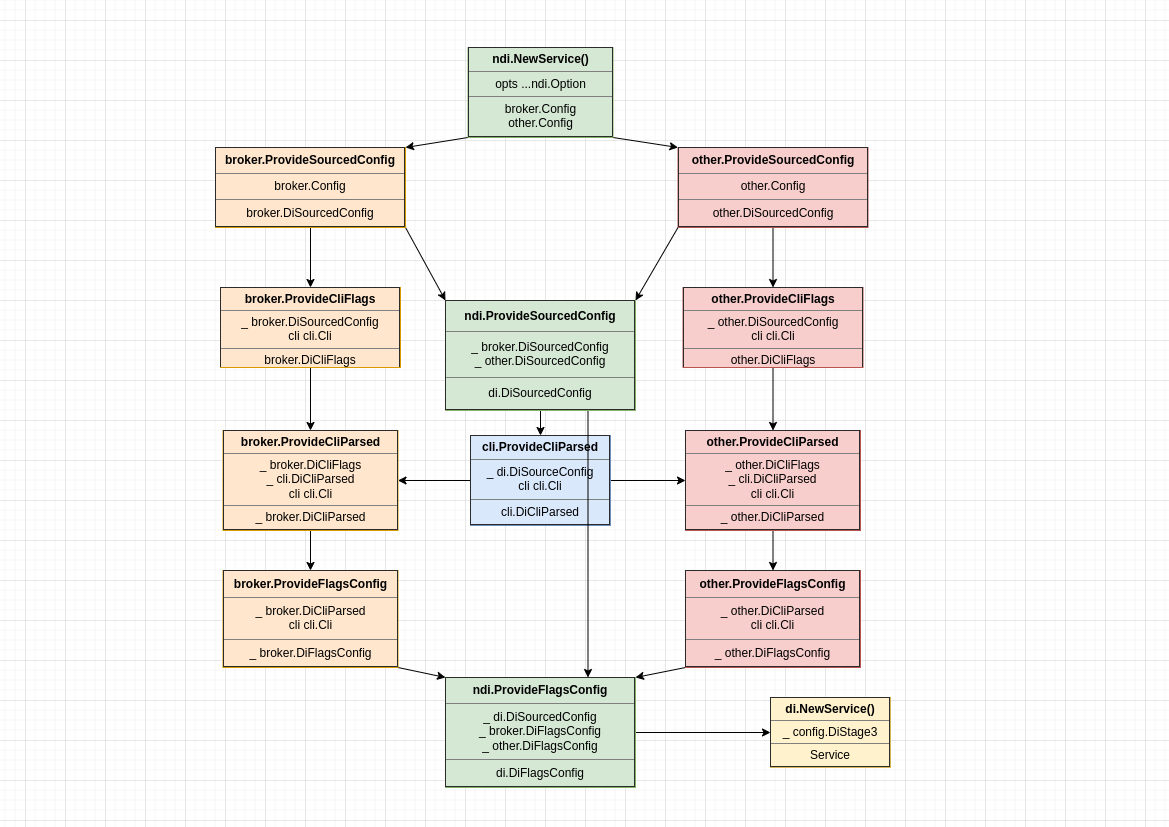 ndi.NewService()
opts ...ndi.Option
broker.Config
other.Config
broker.ProvideSourcedConfig
broker.Config
broker.DiSourcedConfig
other.ProvideSourcedConfig
other.Config
other.DiSourcedConfig
broker.ProvideCliFlags
_ broker.DiSourcedConfig
cli cli.Cli
broker.DiCliFlags
ndi.ProvideSourcedConfig
_ broker.DiSourcedConfig
_ other.DiSourcedConfig
di.DiSourcedConfig
other.ProvideCliFlags
_ other.DiSourcedConfig
cli cli.Cli
other.DiCliFlags
broker.ProvideCliParsed
_ broker.DiCliFlags
_ cli.DiCliParsed
cli cli.Cli
_ broker.DiCliParsed
cli.ProvideCliParsed
_ di.DiSourceConfig
cli cli.Cli
cli.DiCliParsed
other.ProvideCliParsed
_ other.DiCliFlags
_ cli.DiCliParsed
cli cli.Cli
_ other.DiCliParsed
broker.ProvideFlagsConfig
_ broker.DiCliParsed
cli cli.Cli
_ broker.DiFlagsConfig
other.ProvideFlagsConfig
_ other.DiCliParsed
cli cli.Cli
_ other.DiFlagsConfig
ndi.ProvideFlagsConfig
_ di.DiSourcedConfig
_ broker.DiFlagsConfig
_ other.DiFlagsConfig
di.DiFlagsConfig
di.NewService()
_ config.DiStage3
Service